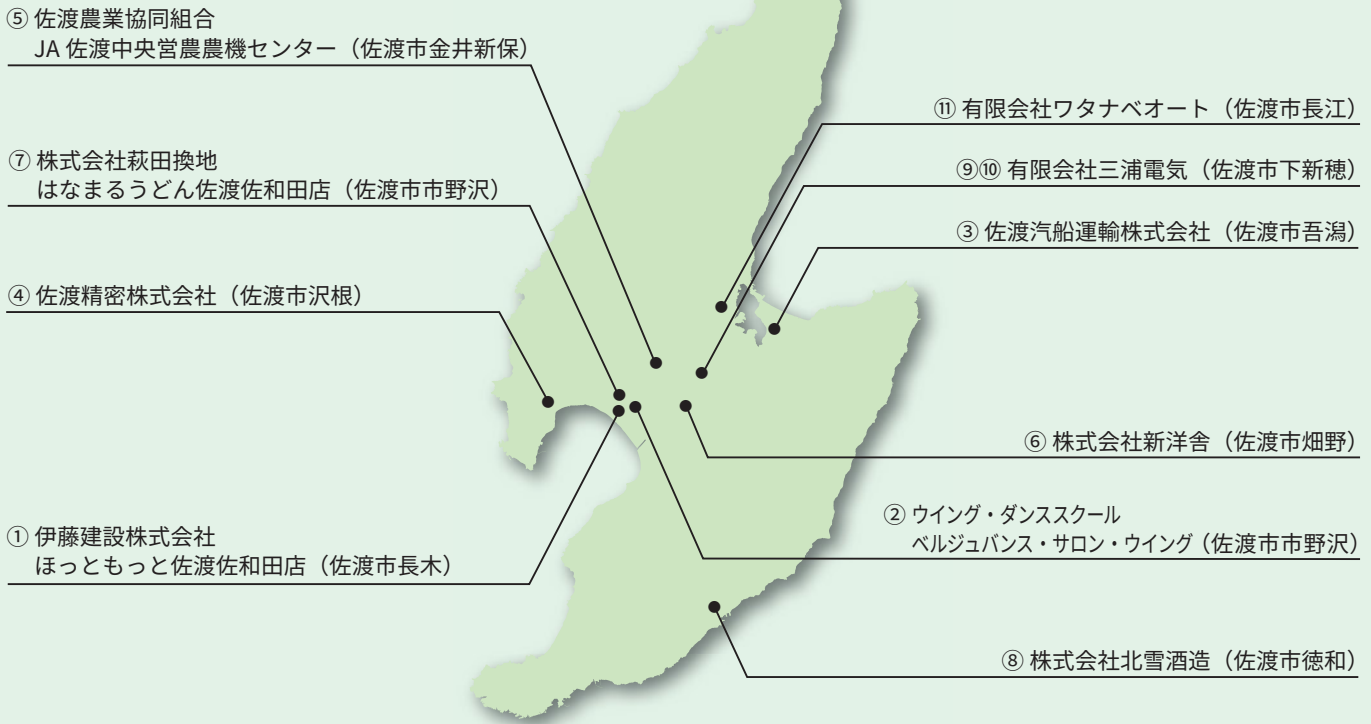 ⑤ 佐渡農業協同組合
JA 佐渡中央営農農機センター（佐渡市金井新保）
⑦ 株式会社萩田換地
はなまるうどん佐渡佐和田店（佐渡市市野沢）
④ 佐渡精密株式会社（佐渡市沢根）
① 伊藤建設株式会社
ほっともっと佐渡佐和田店（佐渡市長木）
⑪ 有限会社ワタナベオート（佐渡市長江）
⑨⑩ 有限会社三浦電気（佐渡市下新穂）
③ 佐渡汽船運輸株式会社（佐渡市吾潟）
⑥ 株式会社新洋舎（佐渡市畑野）
② ウイング・ダンススクール
ベルジュバンス・サロン・ウイング（佐渡市市野沢）
⑧ 株式会社北雪酒造（佐渡市徳和）